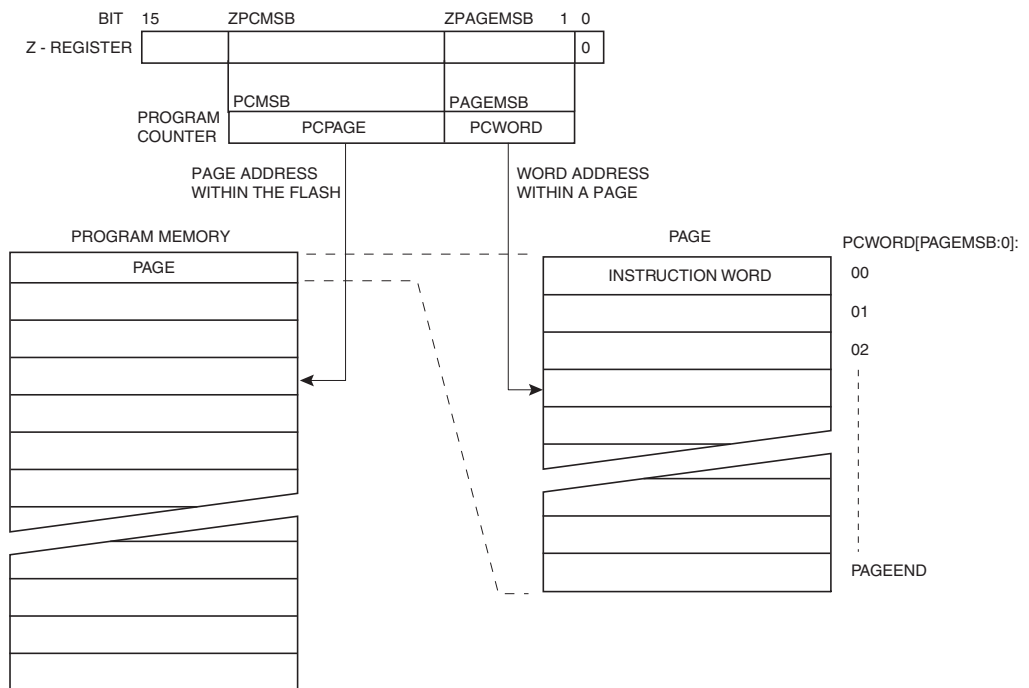 BIT 15 ZPCMSB ZPAGEMSB 1 0
Z - REGISTER 0
PCMSB PAGEMSB
PROGRAM
COUNTER
PCPAGE PCWORD
PAGE ADDRESS
WITHIN THE FLASH
WORD ADDRESS
WITHIN A PAGE
PROGRAM MEMORY
PAGE
PAGE
INSTRUCTION WORD
PCWORD[PAGEMSB:0]:
00
01
02
PAGEEND